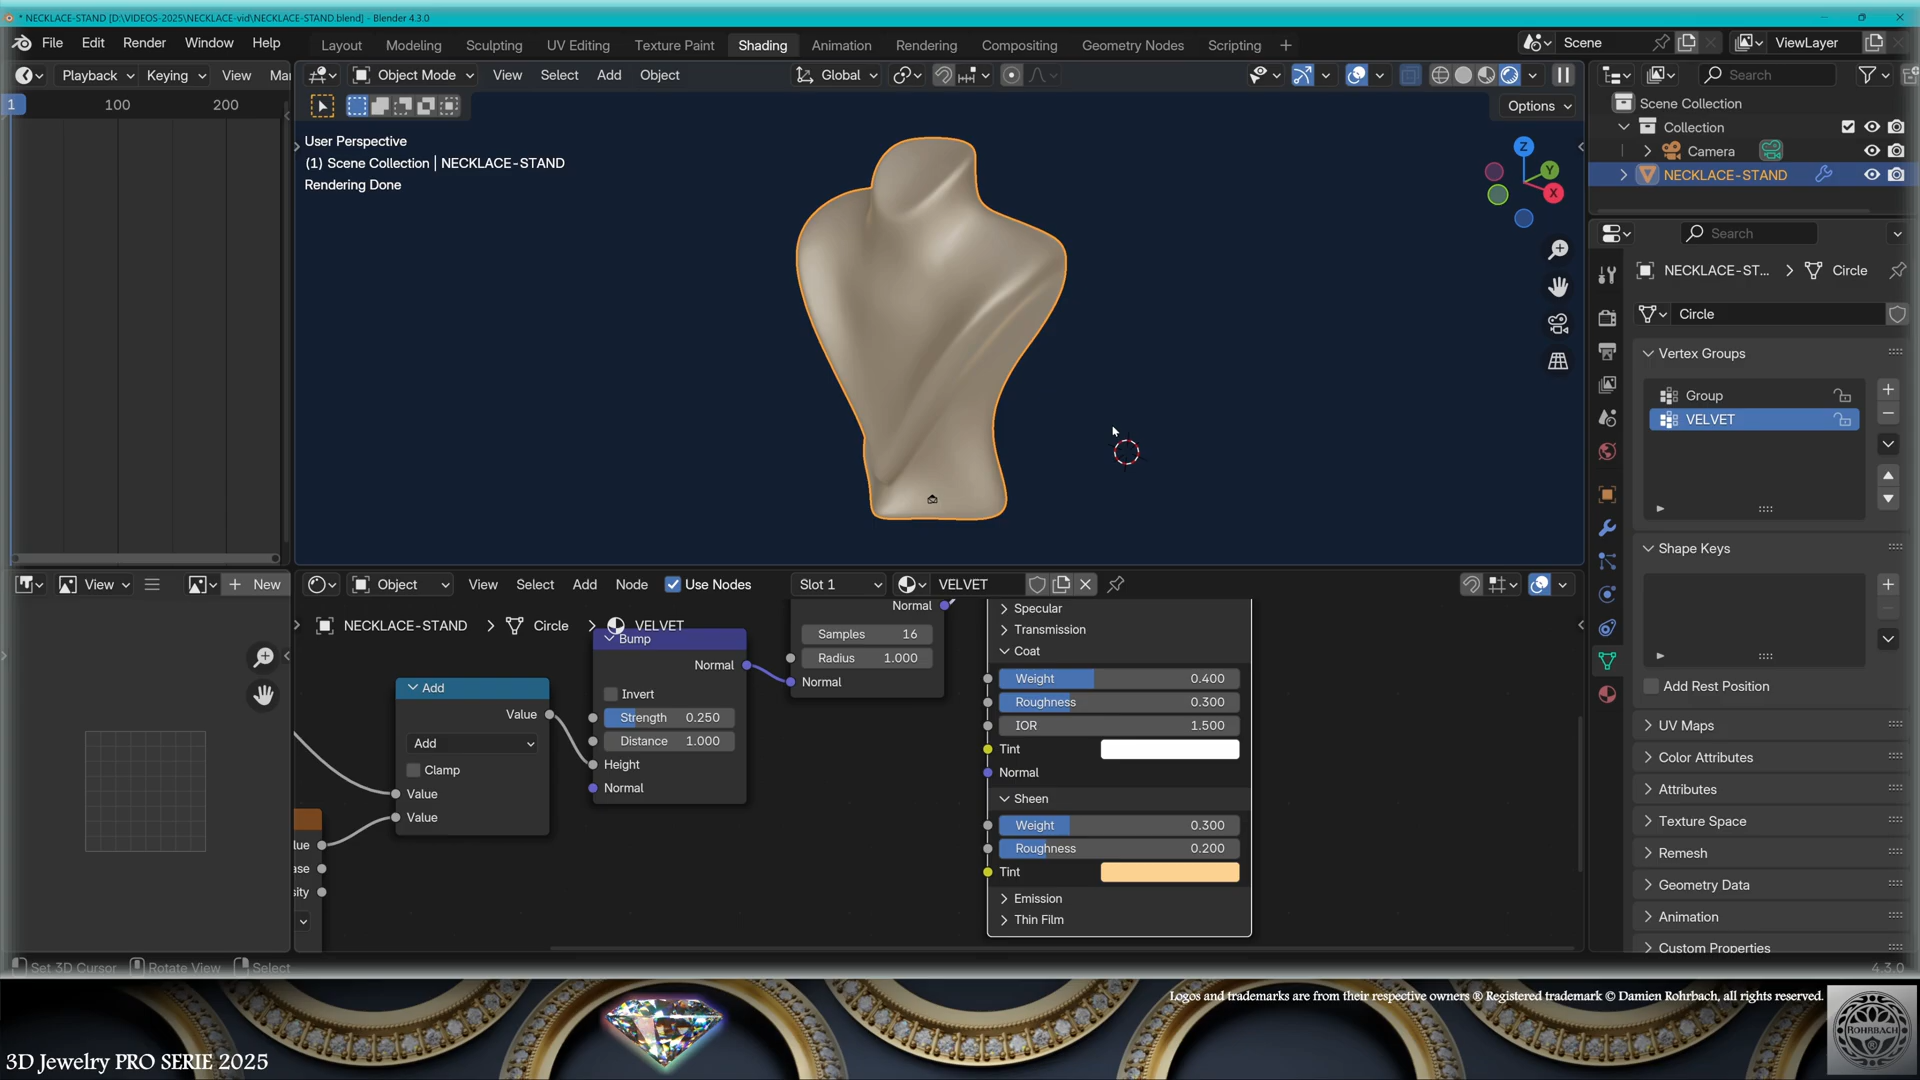 * NECKLACE-STAND [D:\VIDEOS-2025\NECKLACE-vid\NECKLACE-STAND.blend] - Blender 4.3.0
File Edit Render Window Help
Layout Modeling Sculpting UV Editing Texture Paint Shading Animation Rendering Compositing Geometry Nodes Scripting +
Scene
ViewLayer
Playback Keying View Mar
Object Mode View Select Add Object
Global
Search
1 100 200
Options
User Perspective
(1) Scene Collection | NECKLACE-STAND
Rendering Done
Z
Y
X
Scene Collection
Collection
Camera
NECKLACE-STAND
Search
NECKLACE-ST... > Circle
Circle
Vertex Groups
Group
VELVET
Shape Keys
Add Rest Position
UV Maps
Color Attributes
Attributes
Texture Space
Remesh
Geometry Data
Animation
Custom Properties
View
New
Object View Select Add Node Use Nodes
Slot 1
VELVET
NECKLACE-STAND > Circle > VELVET
Add
Value
Add
Clamp
Value
Value
lue
ase
sity
Bump
Normal
Invert
Strength 0.250
Distance 1.000
Height
Normal
Normal
Samples 16
Radius 1.000
Normal
Specular
Transmission
Coat
Weight 0.400
Roughness 0.300
IOR 1.500
Tint
Normal
Sheen
Weight 0.300
Roughness 0.200
Tint
Emission
Thin Film
Set 3D Cursor Rotate View Select
4.3.0
Logos and trademarks are from their respective owners ® Registered trademark © Damien Rohrbach, all rights reserved.
3D Jewelry PRO SERIE 2025
ROHRBACH